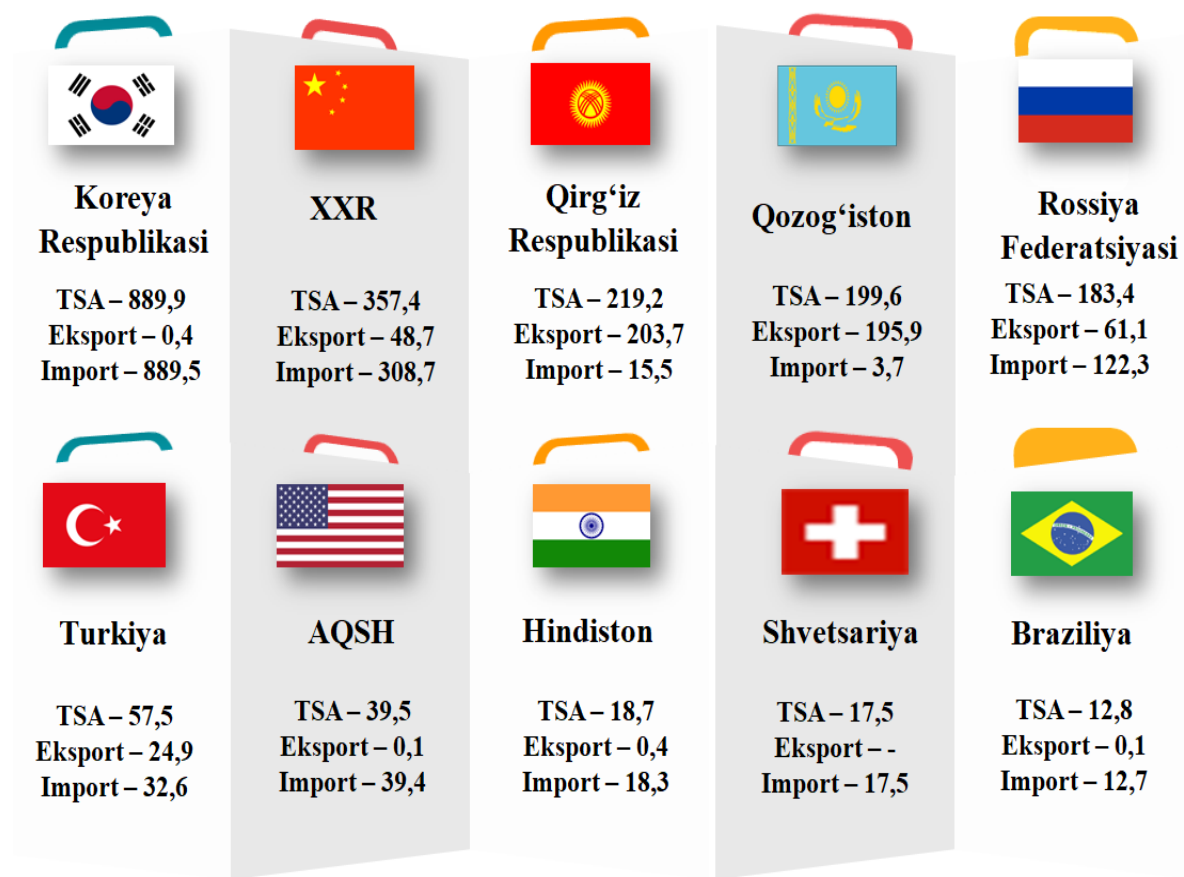 Koreya
Respublikasi
TSA – 889,9
Eksport – 0,4
Import – 889,5
XXR
TSA – 357,4
Eksport – 48,7
Import – 308,7
Qirg‘iz
Respublikasi
TSA – 219,2
Eksport – 203,7
Import – 15,5
Qozog‘iston
TSA – 199,6
Eksport – 195,9
Import – 3,7
Rossiya
Federatsiyasi
TSA – 183,4
Eksport – 61,1
Import – 122,3
Turkiya
TSA – 57,5
Eksport – 24,9
Import – 32,6
AQSH
TSA – 39,5
Eksport – 0,1
Import – 39,4
Hindiston
TSA – 18,7
Eksport – 0,4
Import – 18,3
Shvetsariya
TSA – 17,5
Eksport – -
Import – 17,5
Braziliya
TSA – 12,8
Eksport – 0,1
Import – 12,7